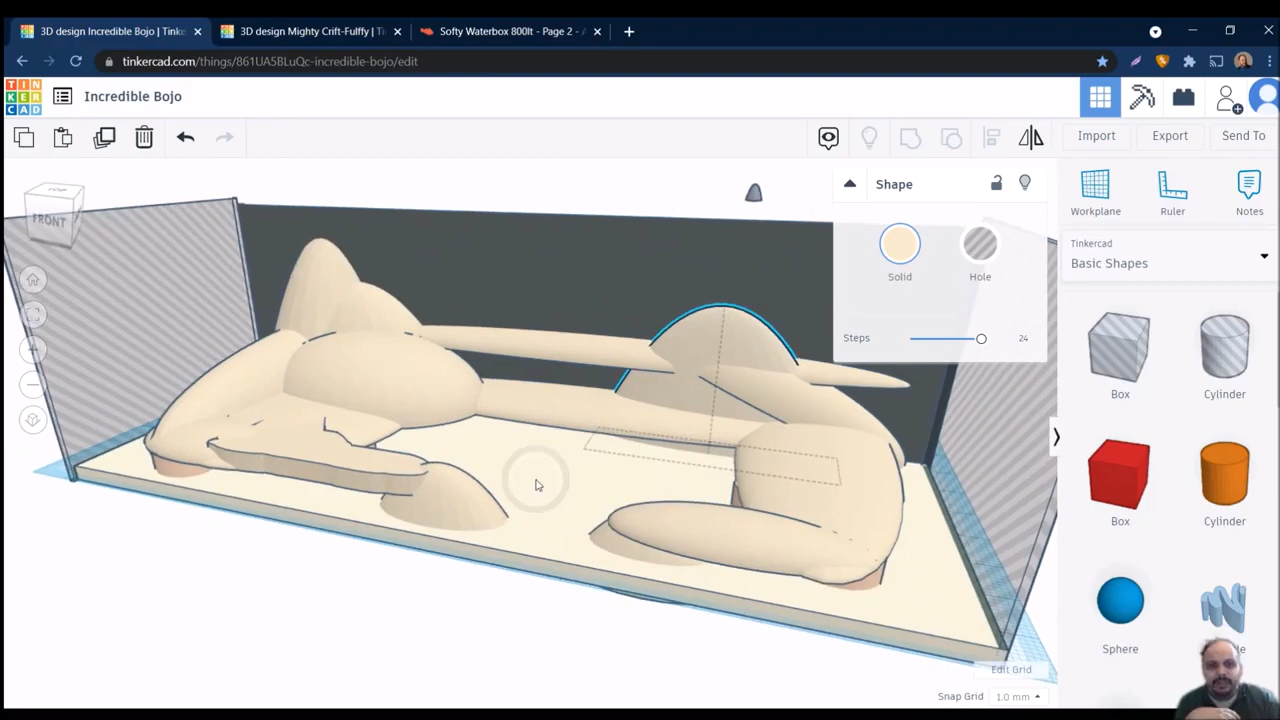 3D design Incredible Bojo | Tinke
3D design Mighty Crift-Fulffy | Ti
Softy Waterbox 800lt - Page 2 - A
tinkercad.com/things/861UA5BLuQc-incredible-bojo/edit
TIN
KER
CAD
Incredible Bojo
Import
Export
Send To
TOP
FRONT
Shape
Solid
Hole
Steps
24
Workplane
Ruler
Notes
Tinkercad
Basic Shapes
Box
Cylinder
Box
Cylinder
Sphere
Edit Grid
Snap Grid
1.0 mm